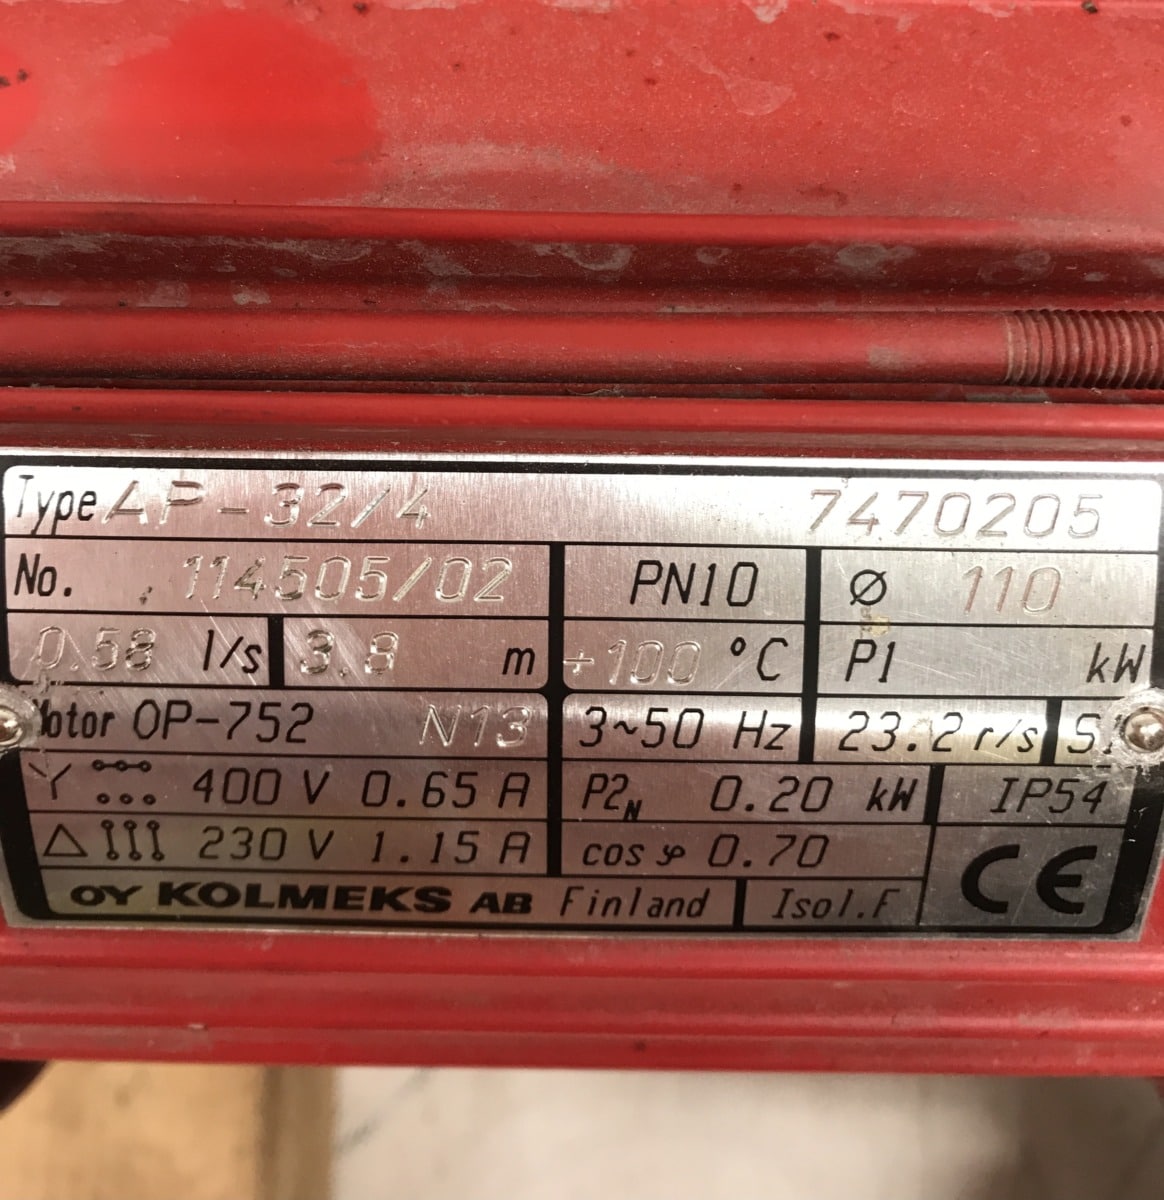 Type AP-32/4 7470205
No. 114505/02 PN10 Ø 110
0.58 l/s 3.8 m +100 °C P1 kW
Motor OP-752 N13 3~50 Hz 23.2 r/s S1
Y 400 V 0.65 A P2N 0.20 kW IP54
△ 230 V 1.15 A cos φ 0.70 CE
OY KOLMEKS AB Finland Isol.F